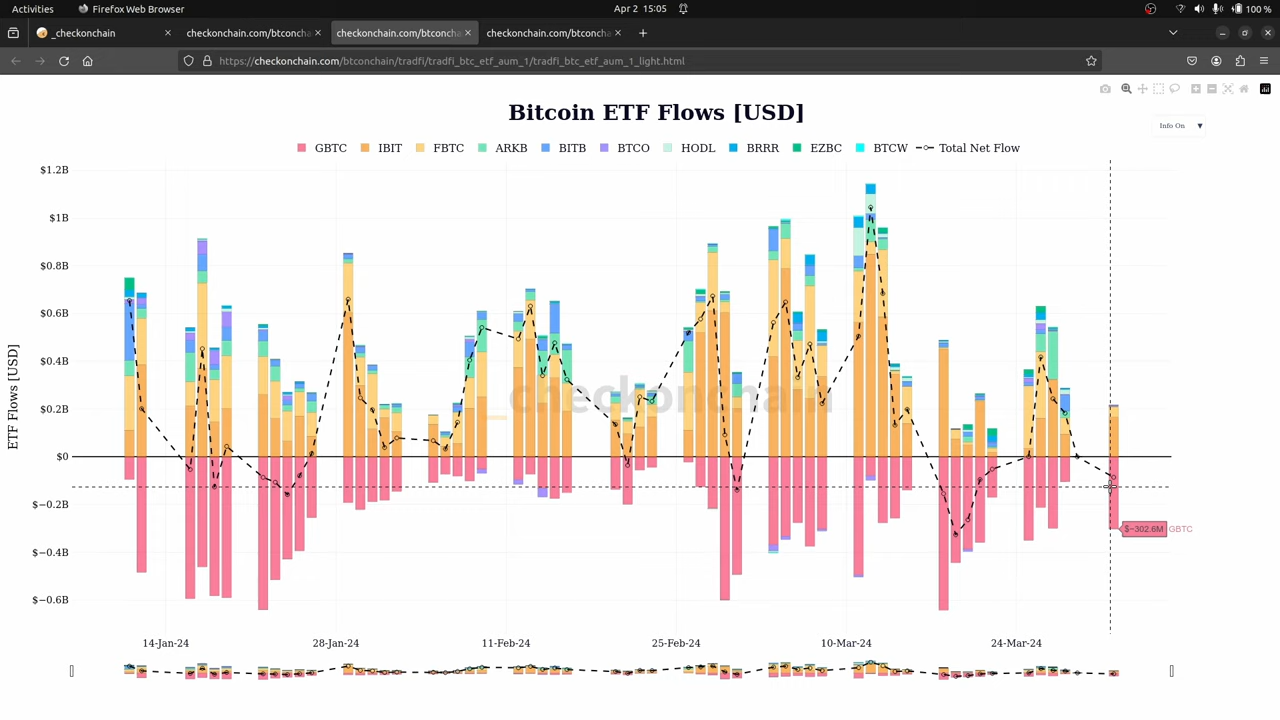 Activities Firefox Web Browser Apr 2 15:05 100 %
_checkonchain checkonchain.com/btconch checkonchain.com/btconch checkonchain.com/btconch
https://checkonchain.com/btconchain/tradfi/tradfi_btc_etf_aum_1/tradfi_btc_etf_aum_1_light.html
Bitcoin ETF Flows [USD]
Info On
GBTC IBIT FBTC ARKB BITB BTCO HODL BRRR EZBC BTCW Total Net Flow
$1.2B
$1B
$0.8B
$0.6B
$0.4B
$0.2B
$0
$−0.2B
$−0.4B
$−0.6B
ETF Flows [USD]
_checkonchain
$−302.6M GBTC
14-Jan-24 28-Jan-24 11-Feb-24 25-Feb-24 10-Mar-24 24-Mar-24